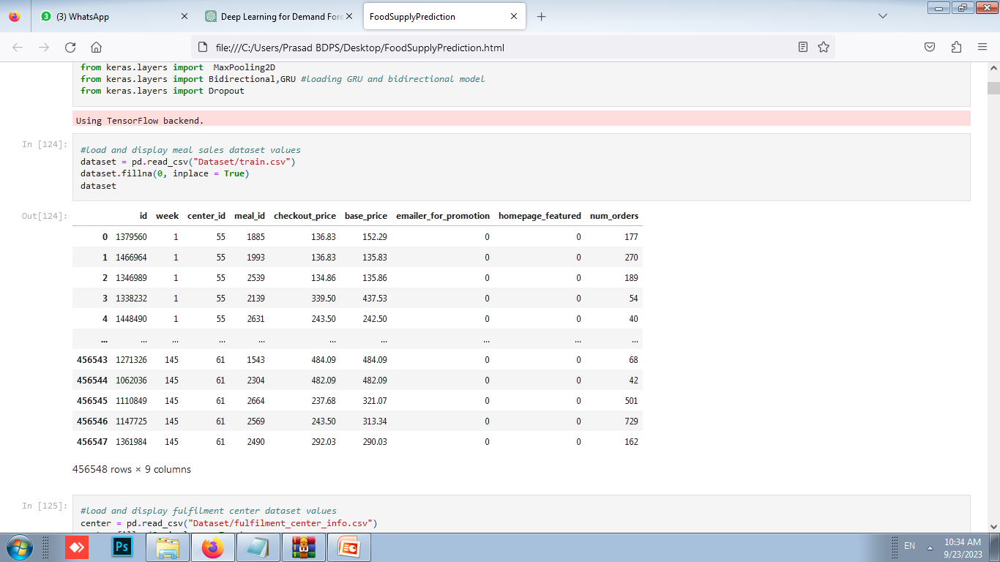 (3) WhatsApp
Deep Learning for Demand Fore
FoodSupplyPrediction
file:///C:/Users/Prasad BDPS/Desktop/FoodSupplyPrediction.html
from keras.layers import  MaxPooling2D
from keras.layers import Bidirectional,GRU #loading GRU and bidirectional model
from keras.layers import Dropout
Using TensorFlow backend.
In [124]:
#load and display meal sales dataset values
dataset = pd.read_csv("Dataset/train.csv")
dataset.fillna(0, inplace = True)
dataset
Out[124]:
id week center_id meal_id checkout_price base_price emailer_for_promotion homepage_featured num_orders
0 1379560 1 55 1885 136.83 152.29 0 0 177
1 1466964 1 55 1993 136.83 135.83 0 0 270
2 1346989 1 55 2539 134.86 135.86 0 0 189
3 1338232 1 55 2139 339.50 437.53 0 0 54
4 1448490 1 55 2631 243.50 242.50 0 0 40
... ... ... ... ... ... ... ... ... ...
456543 1271326 145 61 1543 484.09 484.09 0 0 68
456544 1062036 145 61 2304 482.09 482.09 0 0 42
456545 1110849 145 61 2664 237.68 321.07 0 0 501
456546 1147725 145 61 2569 243.50 313.34 0 0 729
456547 1361984 145 61 2490 292.03 290.03 0 0 162
456548 rows × 9 columns
In [125]:
#load and display fulfilment center dataset values
center = pd.read_csv("Dataset/fulfilment_center_info.csv")
Ps
EN
10:34 AM
9/23/2023